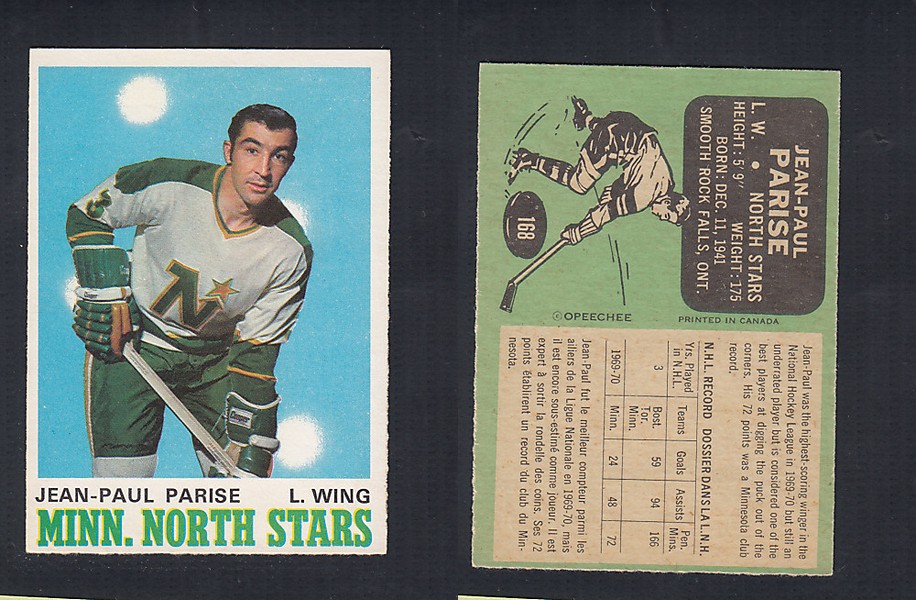 JEAN-PAUL PARISE L. WING
MINN. NORTH STARS
JEAN-PAUL
PARISE
L. W. • NORTH STARS
HEIGHT: 5' 9" WEIGHT: 175
BORN: DEC. 11, 1941
SMOOTH ROCK FALLS, ONT.
168
©OPEECHEE PRINTED IN CANADA
Jean-Paul was the highest-scoring winger in the
National Hockey League in 1969-70 but still an
underrated player but is considered one of the
best players at digging the puck out of the
corners. His 72 points was a Minnesota club
record.
N.H.L. RECORD DOSSIER DANS LA L.N.H.
Yrs. Played in N.H.L. Teams Goals Assists Pen. Mins.
3 Bost. Tor. Minn. 59 94 166
1969-70 Minn. 24 48 72
Jean-Paul fut le meilleur compteur parmi les
ailiers de la Ligue Nationale en 1969-70, mais
il est encore sous-estimé comme joueur. Il est
expert à sortir la rondelle des coins. Ses 72
points établirent un record du club du Min-
nesota.